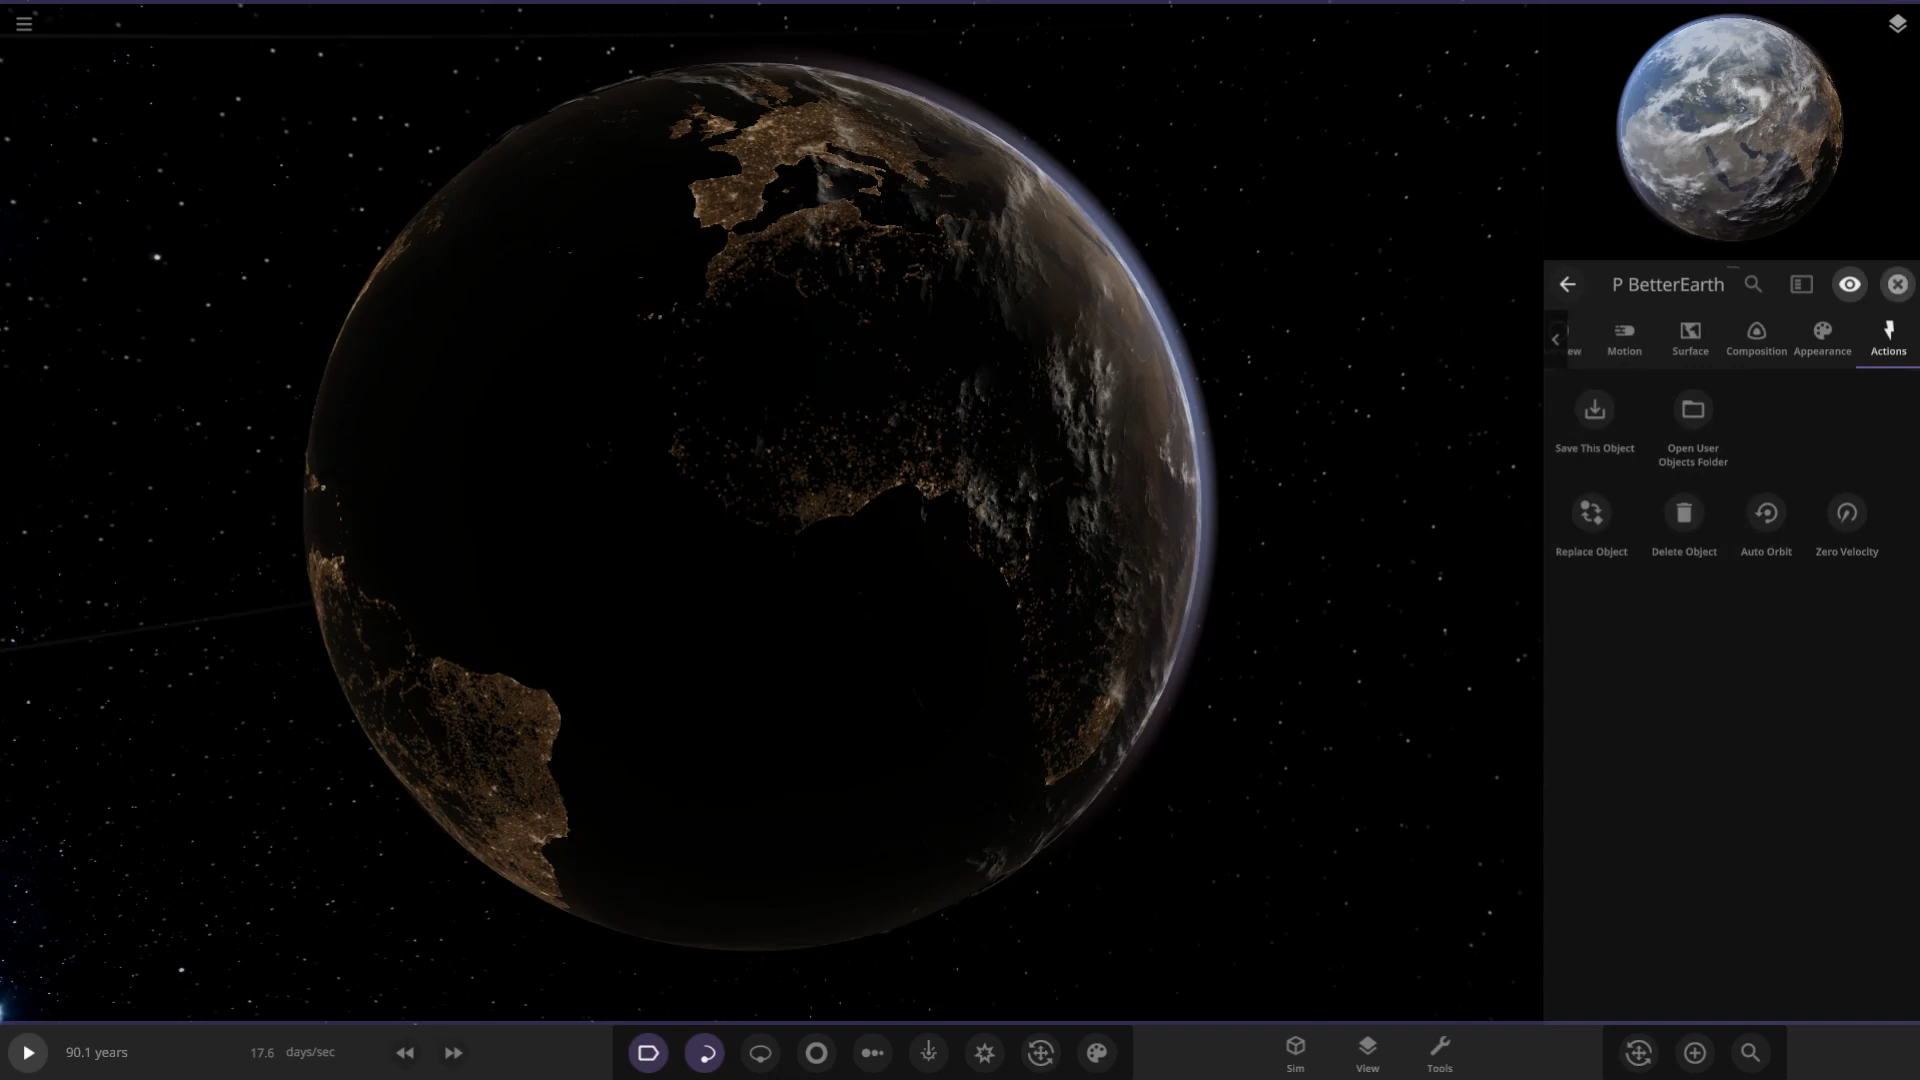 P BetterEarth
ew
Motion
Surface
Composition
Appearance
Actions
Save This Object
Open User
Objects Folder
Replace Object
Delete Object
Auto Orbit
Zero Velocity
90.1 years
17.6 days/sec
Sim
View
Tools